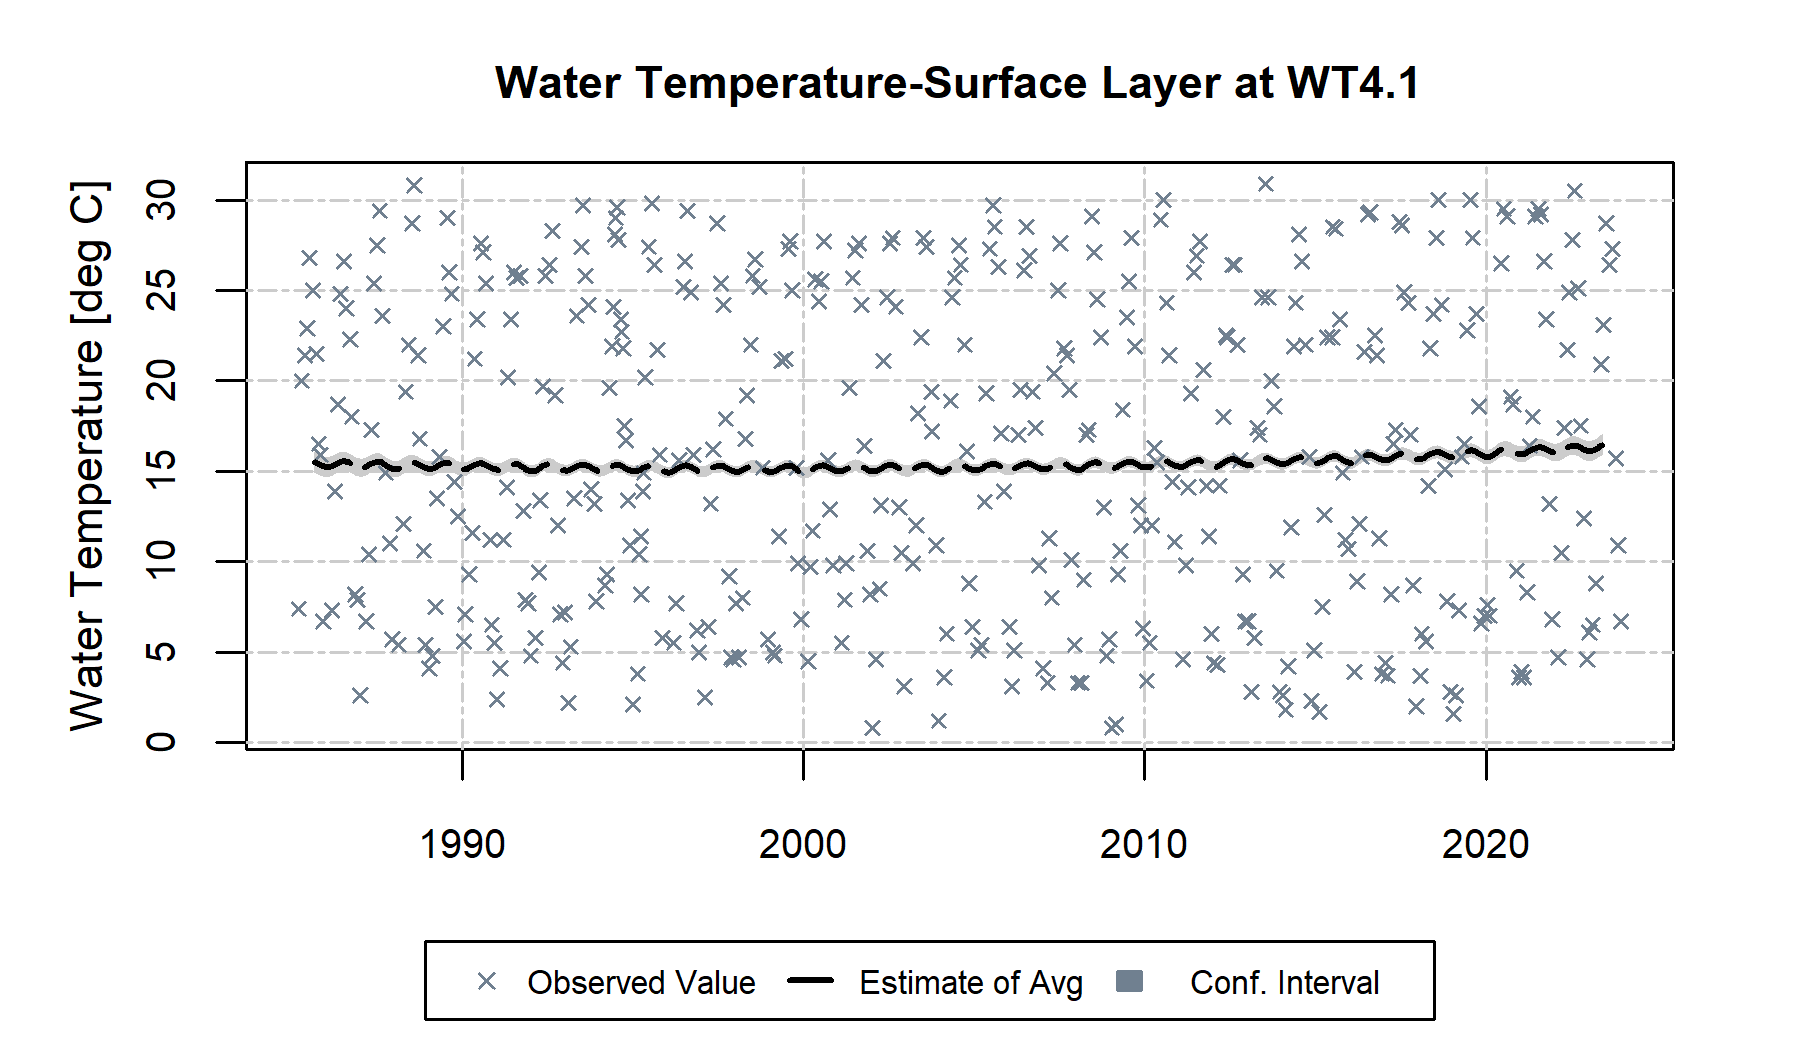 Water Temperature-Surface Layer at WT4.1
Water Temperature [deg C]
30
25
20
15
10
5
0
1990 2000 2010 2020
Observed Value Estimate of Avg Conf. Interval